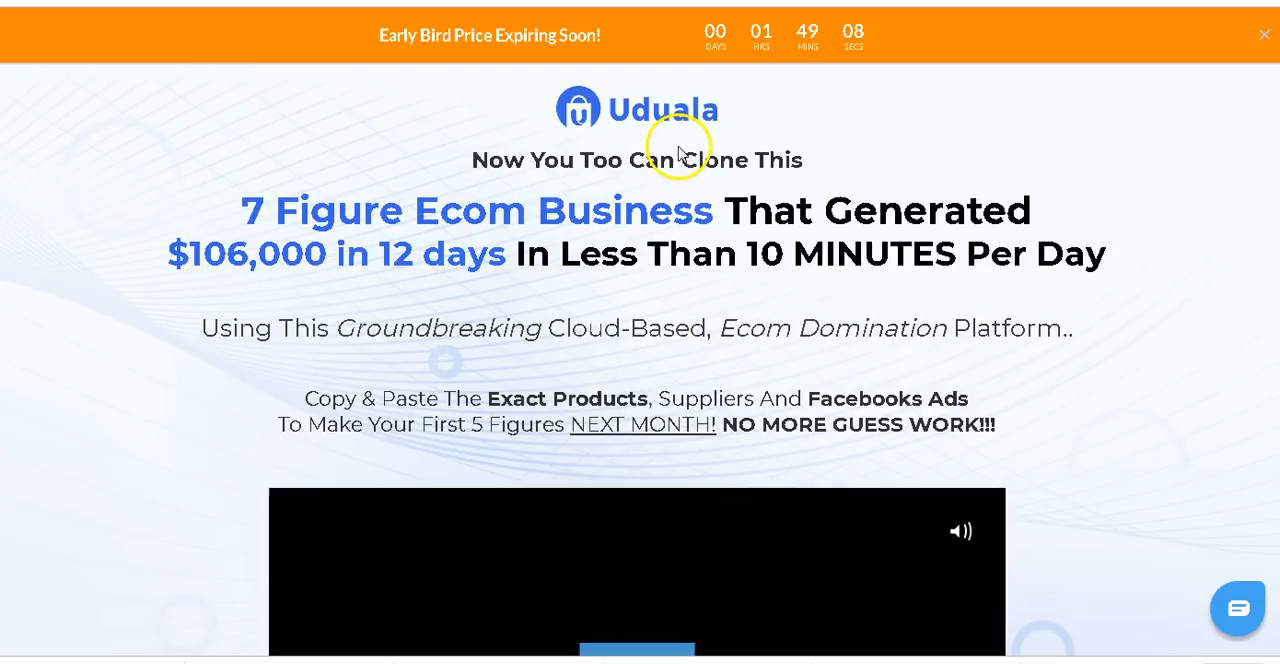 Early Bird Price Expiring Soon!
00 01 49 08
DAYS HRS MINS SECS
Uduala
Now You Too Can Clone This
7 Figure Ecom Business That Generated
$106,000 in 12 days In Less Than 10 MINUTES Per Day
Using This Groundbreaking Cloud-Based, Ecom Domination Platform..
Copy & Paste The Exact Products, Suppliers And Facebooks Ads
To Make Your First 5 Figures NEXT MONTH! NO MORE GUESS WORK!!!